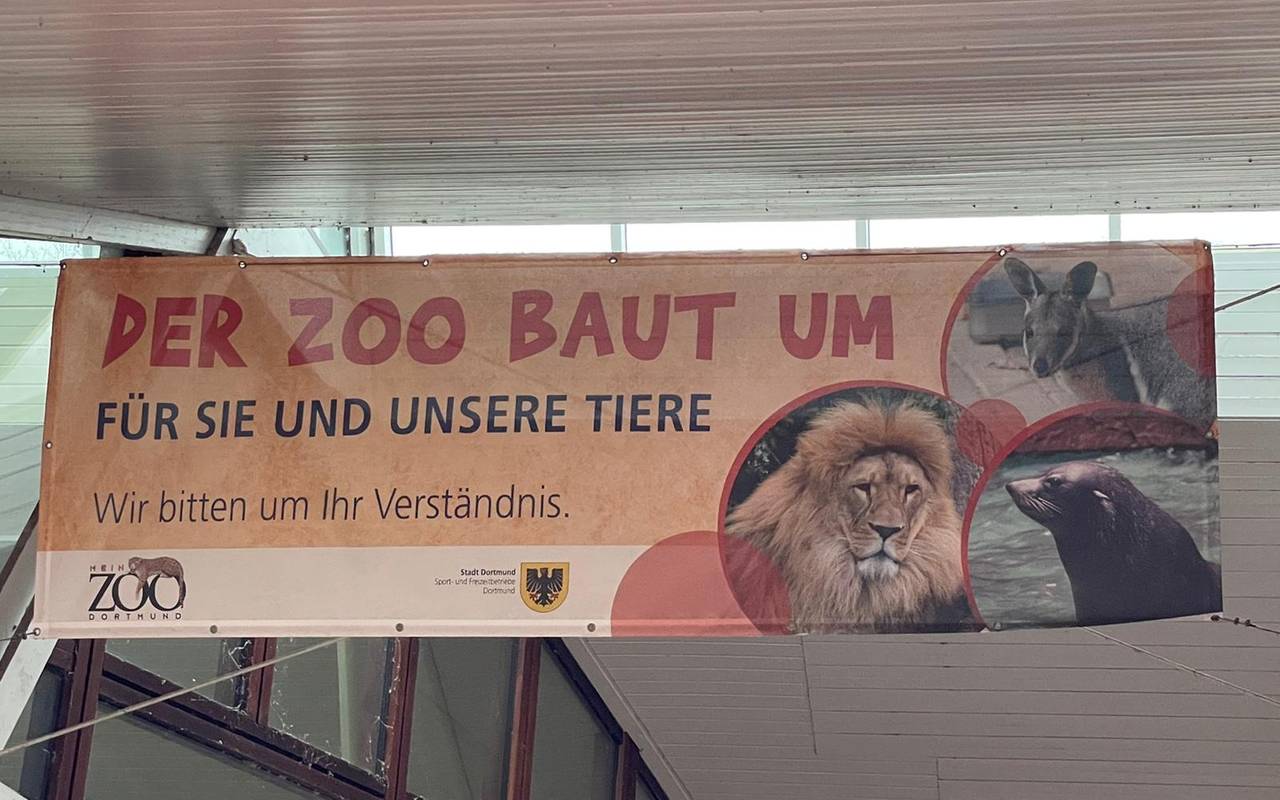 DER ZOO BAUT UM
FÜR SIE UND UNSERE TIERE
Wir bitten um Ihr Verständnis.
MEIN
ZOO
DORTMUND
Stadt Dortmund
Sport- und Freizeitbetriebe
Dortmund